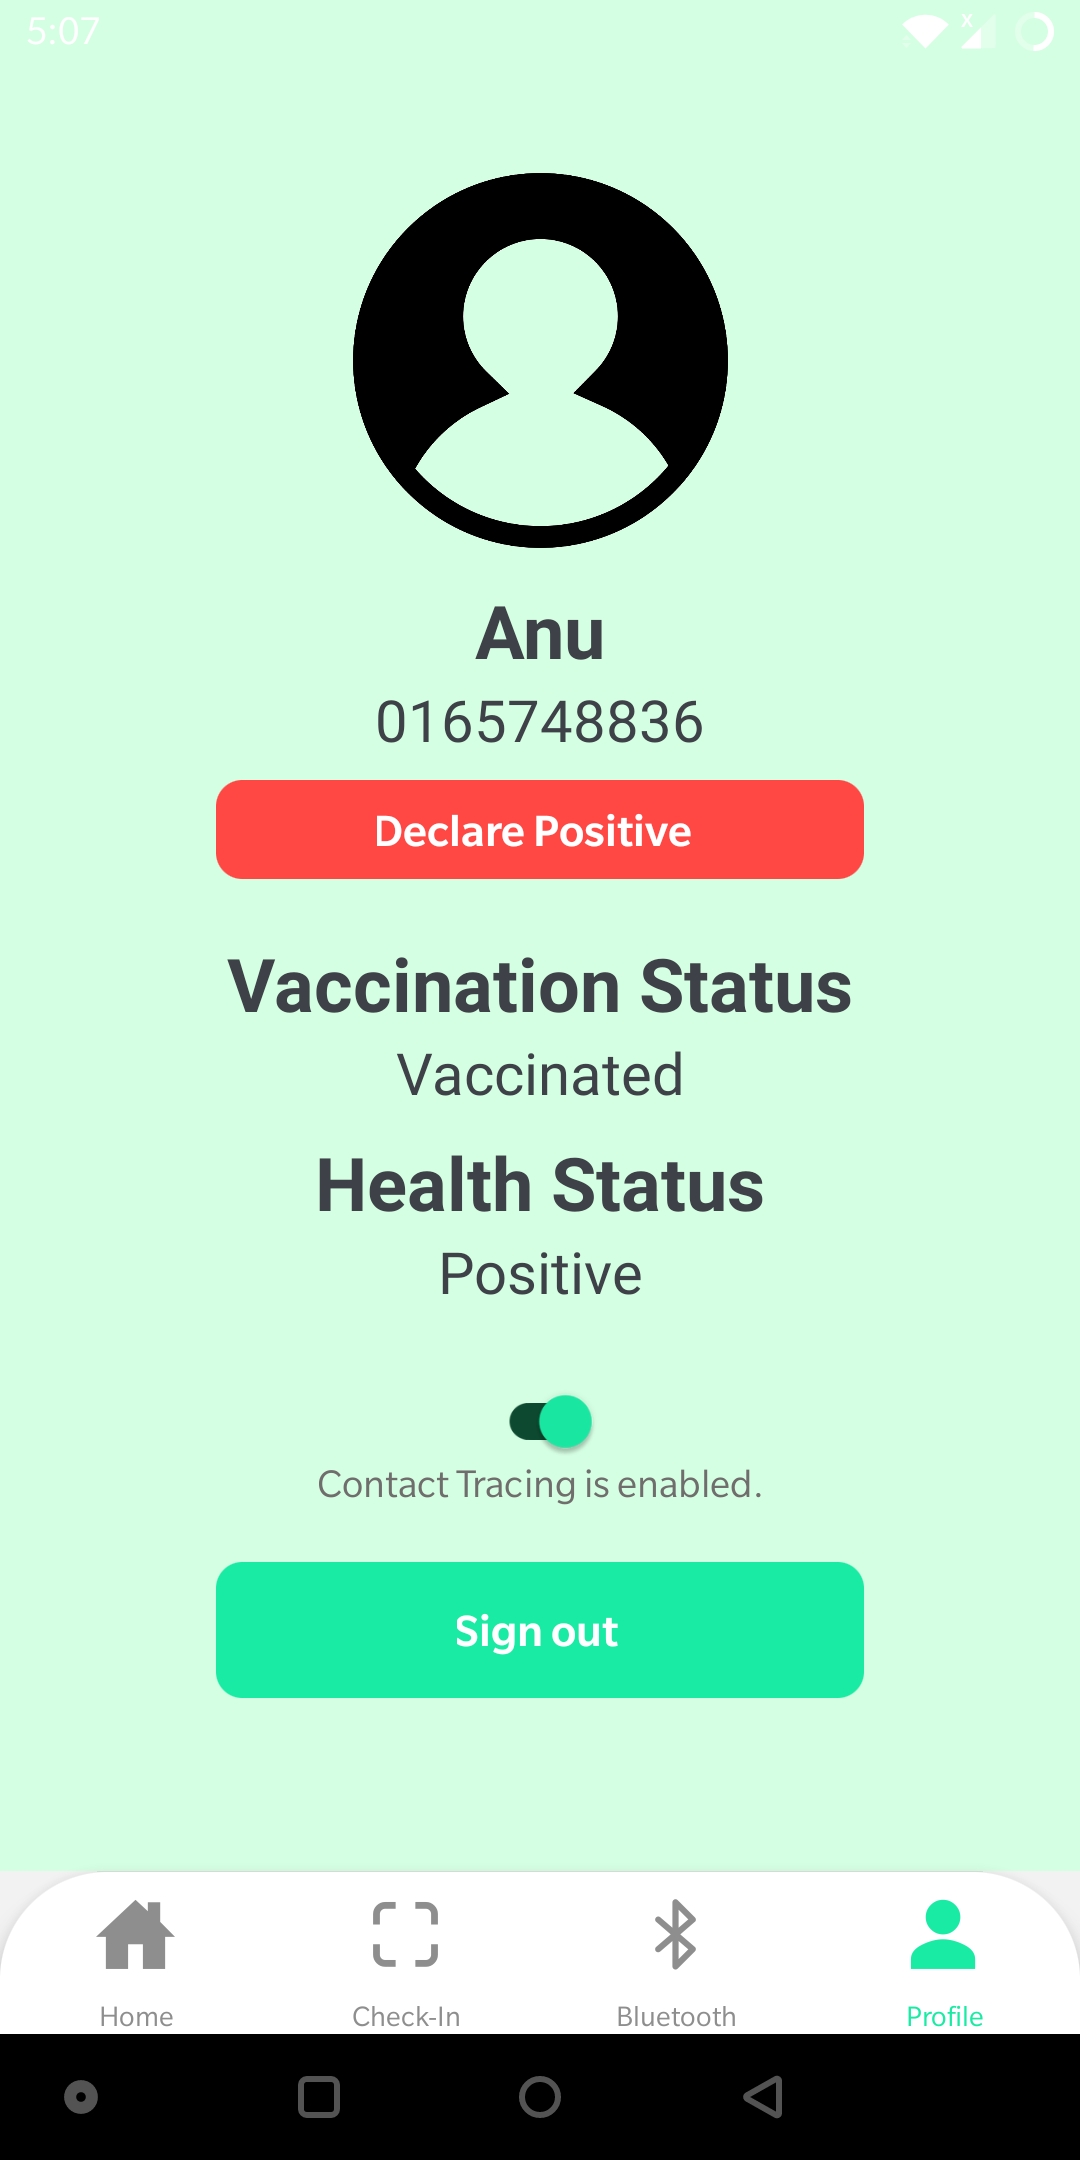 5:07
Anu
0165748836
Declare Positive
Vaccination Status
Vaccinated
Health Status
Positive
Contact Tracing is enabled.
Sign out
Home
Check-In
Bluetooth
Profile